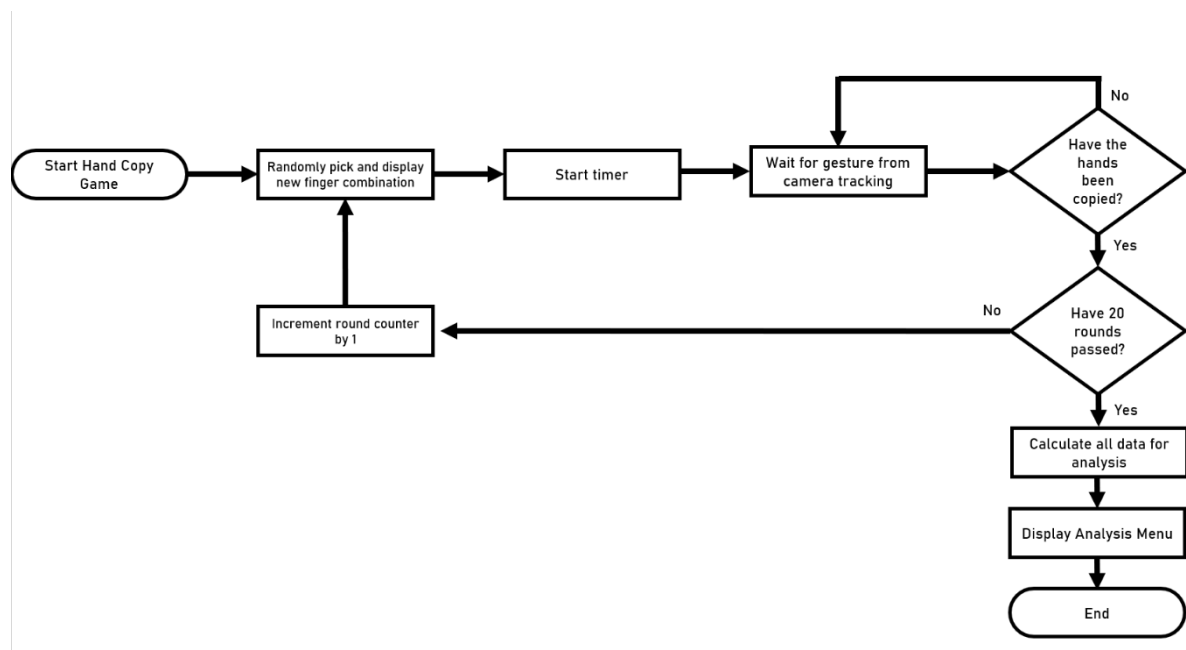 Start Hand Copy
Game
Randomly pick and display
new finger combination
Start timer
Wait for gesture from
camera tracking
No
Have the
hands
been
copied?
Yes
Increment round counter
by 1
No
Have 20
rounds
passed?
Yes
Calculate all data for
analysis
Display Analysis Menu
End